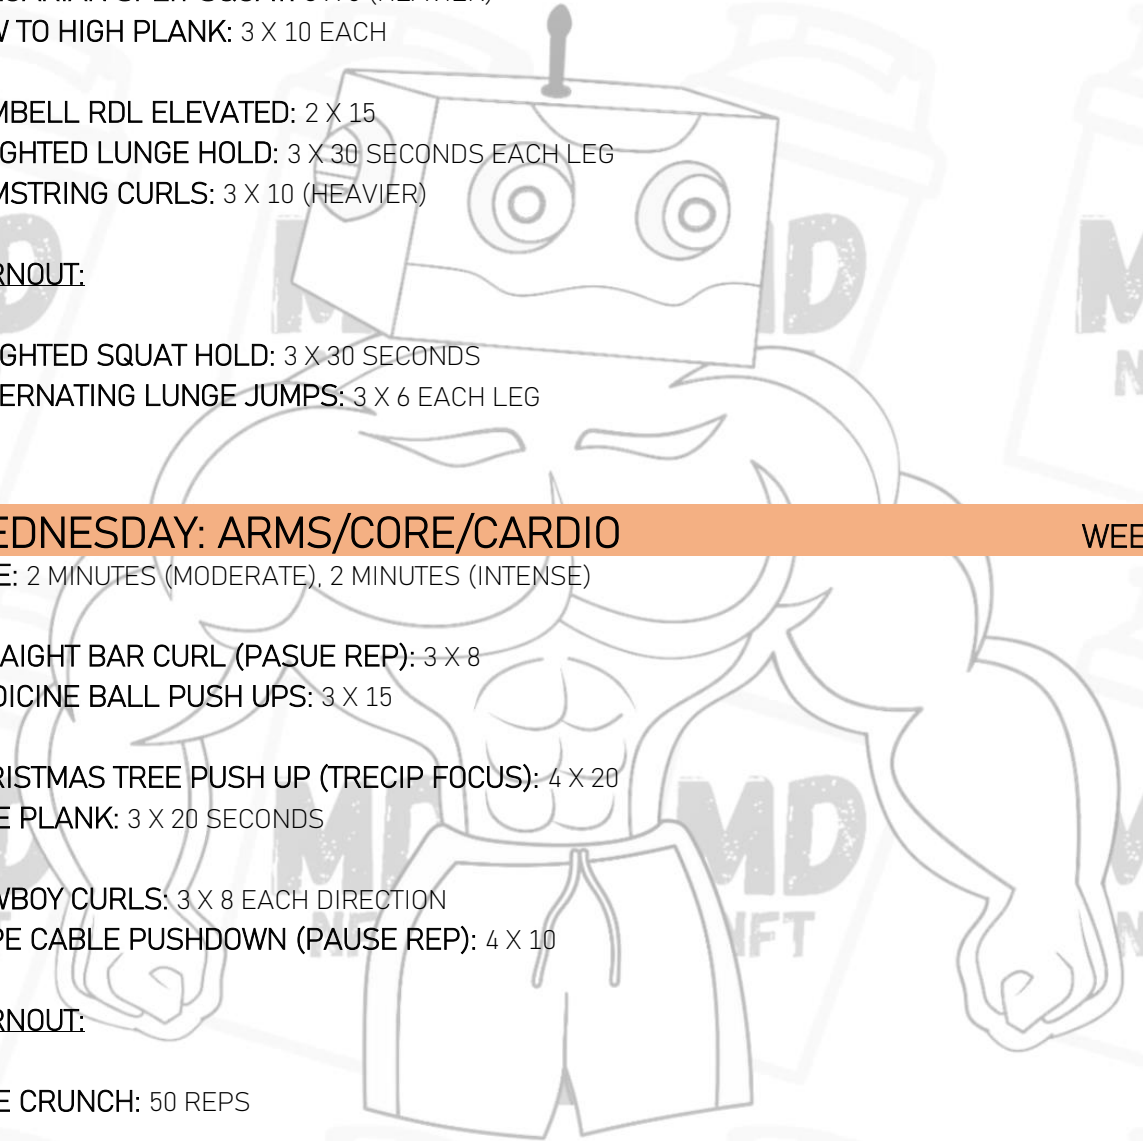 W TO HIGH PLANK: 3 X 10 EACH
MBELL RDL ELEVATED: 2 X 15
GHTED LUNGE HOLD: 3 X 30 SECONDS EACH LEG
MSTRING CURLS: 3 X 10 (HEAVIER)
RNOUT:
GHTED SQUAT HOLD: 3 X 30 SECONDS
ERNATING LUNGE JUMPS: 3 X 6 EACH LEG
EDNESDAY: ARMS/CORE/CARDIO WEE
E: 2 MINUTES (MODERATE), 2 MINUTES (INTENSE)
AIGHT BAR CURL (PASUE REP): 3 X 8
DICINE BALL PUSH UPS: 3 X 15
RISTMAS TREE PUSH UP (TRECIP FOCUS): 4 X 20
E PLANK: 3 X 20 SECONDS
WBOY CURLS: 3 X 8 EACH DIRECTION
PE CABLE PUSHDOWN (PAUSE REP): 4 X 10
RNOUT:
E CRUNCH: 50 REPS
MD MD
NFT NFT